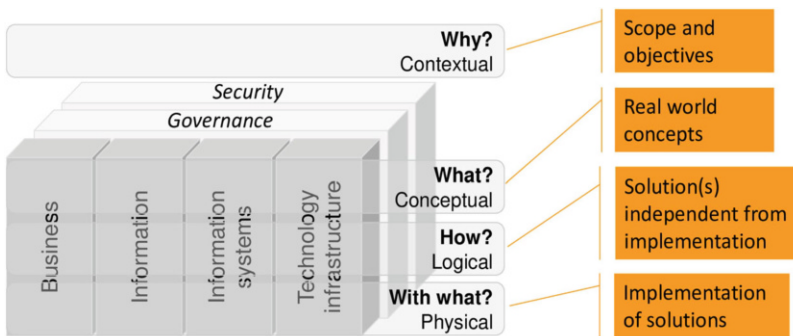 Why?
Contextual
Scope and
objectives
Security
Governance
Real world
concepts
What?
Conceptual
Solution(s)
independent from
implementation
How?
Logical
With what?
Physical
Implementation
of solutions
Business
Information
Information
systems
Technology
infrastructure